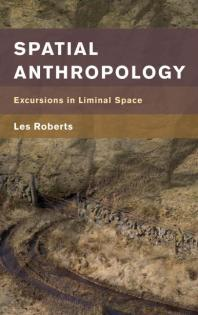 SPATIAL
ANTHROPOLOGY
Excursions in Liminal Space
Les Roberts